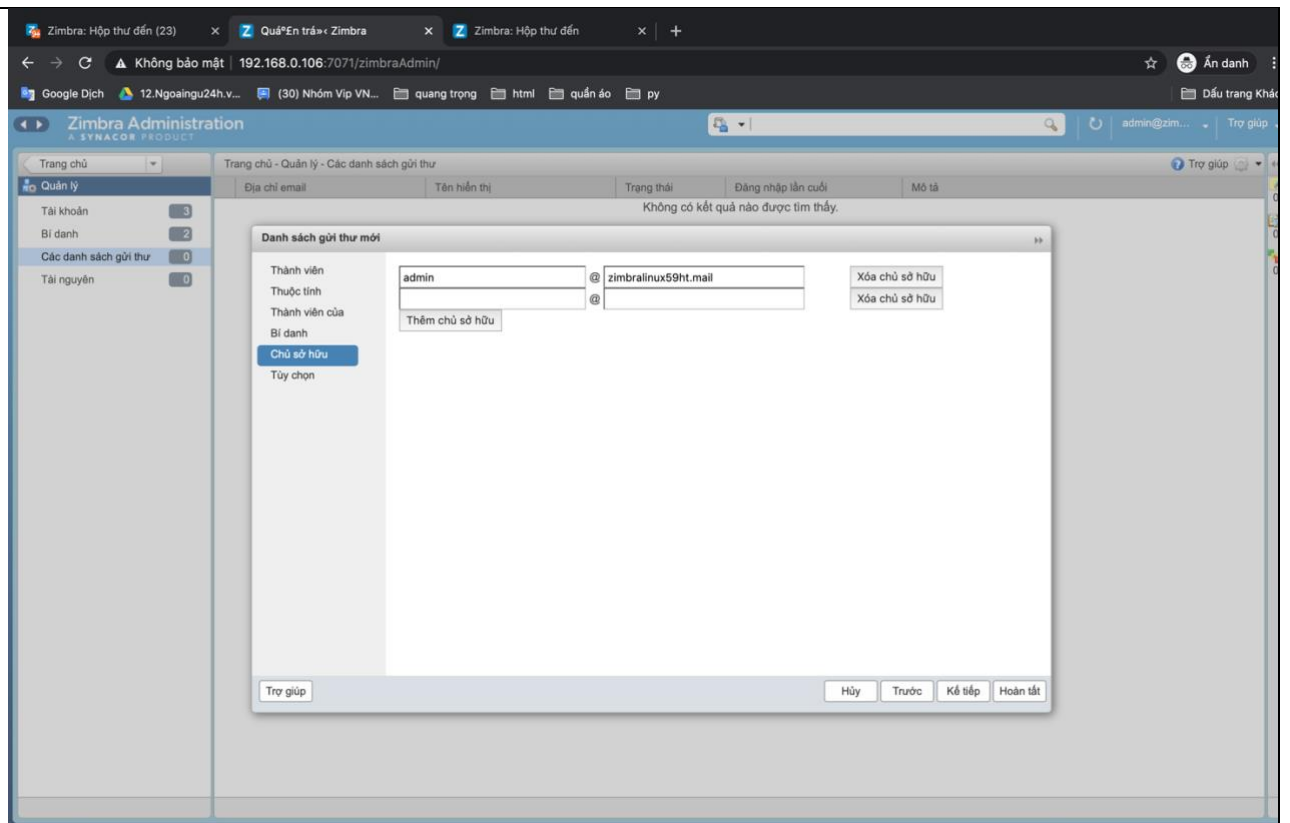 Zimbra: Hộp thư đến (23)
Quáº£n trá»‹ Zimbra
Zimbra: Hộp thư đến
Không bảo mật
192.168.0.106:7071/zimbraAdmin/
Ẩn danh
Google Dịch
12.Ngoaingu24h.v...
(30) Nhóm Vip VN...
quang trọng
html
quần áo
py
Dấu trang Khác
Zimbra Administration
A SYNACOR PRODUCT
admin@zim...
Trợ giúp
Trang chủ
Trang chủ - Quản lý - Các danh sách gửi thư
Trợ giúp
Quản lý
Địa chỉ email
Tên hiển thị
Trạng thái
Đăng nhập lần cuối
Mô tả
Không có kết quả nào được tìm thấy.
Tài khoản 3
Bí danh 2
Các danh sách gửi thư 0
Tài nguyên 0
Danh sách gửi thư mới
Thành viên
Thuộc tính
Thành viên của
Bí danh
Chủ sở hữu
Tùy chọn
admin @ zimbralinux59ht.mail Xóa chủ sở hữu
@ Xóa chủ sở hữu
Thêm chủ sở hữu
Trợ giúp
Hủy
Trước
Kế tiếp
Hoàn tất